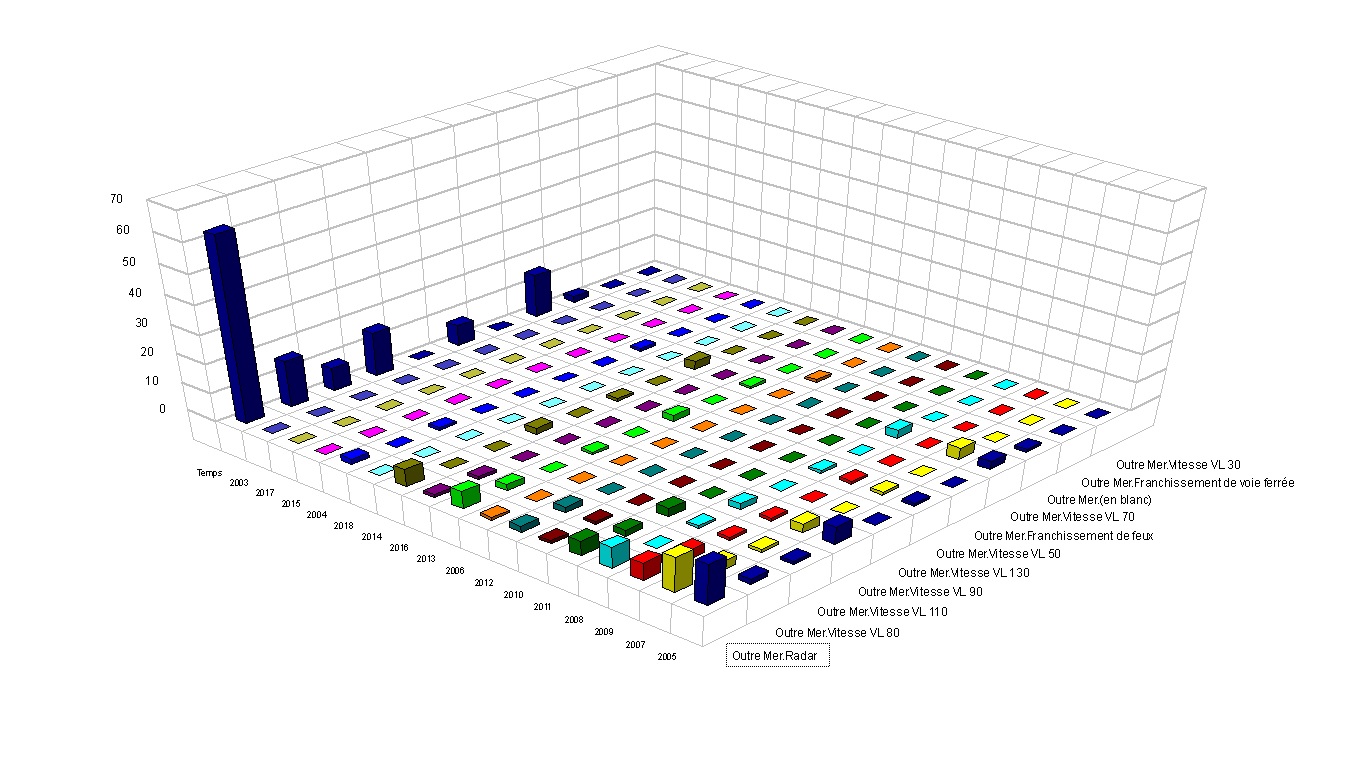 70
60
50
40
30
20
10
0
Temps
2003
2017
2015
2004
2018
2014
2016
2013
2006
2012
2010
2011
2008
2009
2007
2005
Outre Mer.Vitesse VL 30
Outre Mer.Franchissement de voie ferrée
Outre Mer.(en blanc)
Outre Mer.Vitesse VL 70
Outre Mer.Franchissement de feux
Outre Mer.Vitesse VL 50
Outre Mer.Vitesse VL 130
Outre Mer.Vitesse VL 90
Outre Mer.Vitesse VL 110
Outre Mer.Vitesse VL 80
Outre Mer.Radar